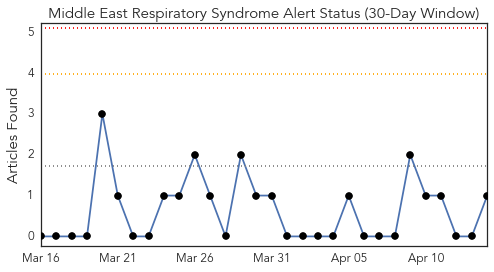 Middle East Respiratory Syndrome Alert Status (30-Day Window)
Articles Found
5
4
3
2
1
0
Mar 16 Mar 21 Mar 26 Mar 31 Apr 05 Apr 10